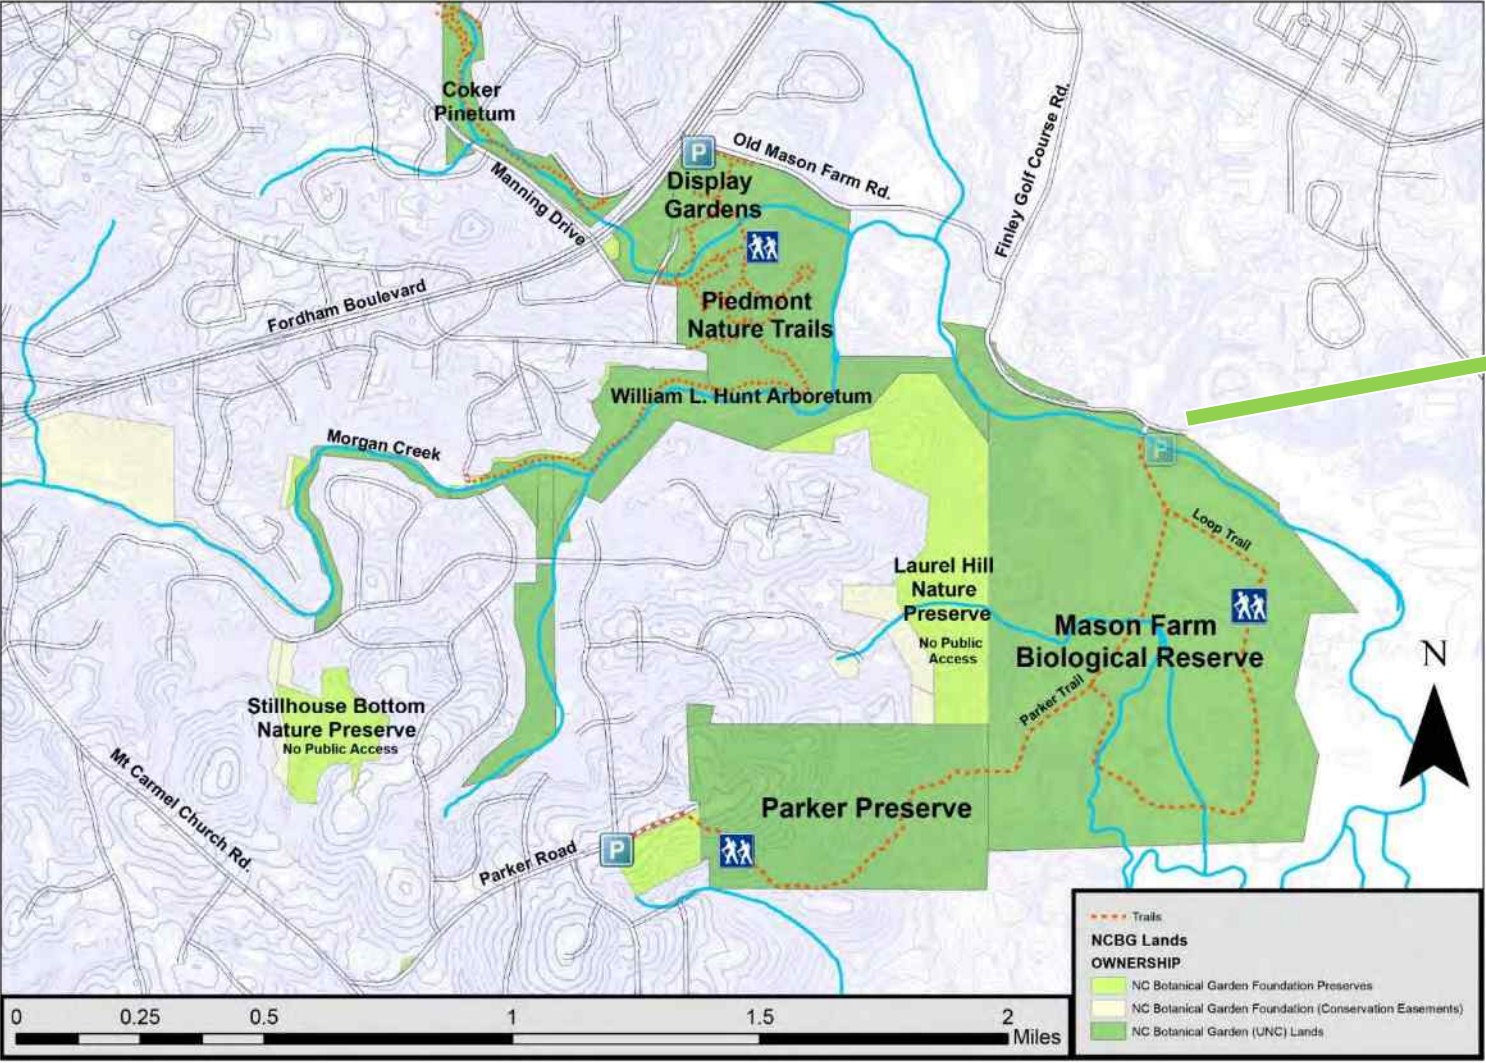 Coker
Pinetum
P
Old Mason Farm Rd.
Finley Golf Course Rd.
Display
Gardens
Manning Drive
Fordham Boulevard
Piedmont
Nature Trails
William L. Hunt Arboretum
Morgan Creek
P
Loop Trail
Laurel Hill
Nature
Preserve
No Public
Access
Mason Farm
Biological Reserve
N
Parker Trail
Stillhouse Bottom
Nature Preserve
No Public Access
Mt Carmel Church Rd.
Parker Preserve
P
Parker Road
Trails
NCBG Lands
OWNERSHIP
NC Botanical Garden Foundation Preserves
NC Botanical Garden Foundation (Conservation Easements)
NC Botanical Garden (UNC) Lands
0 0.25 0.5 1 1.5 2
Miles